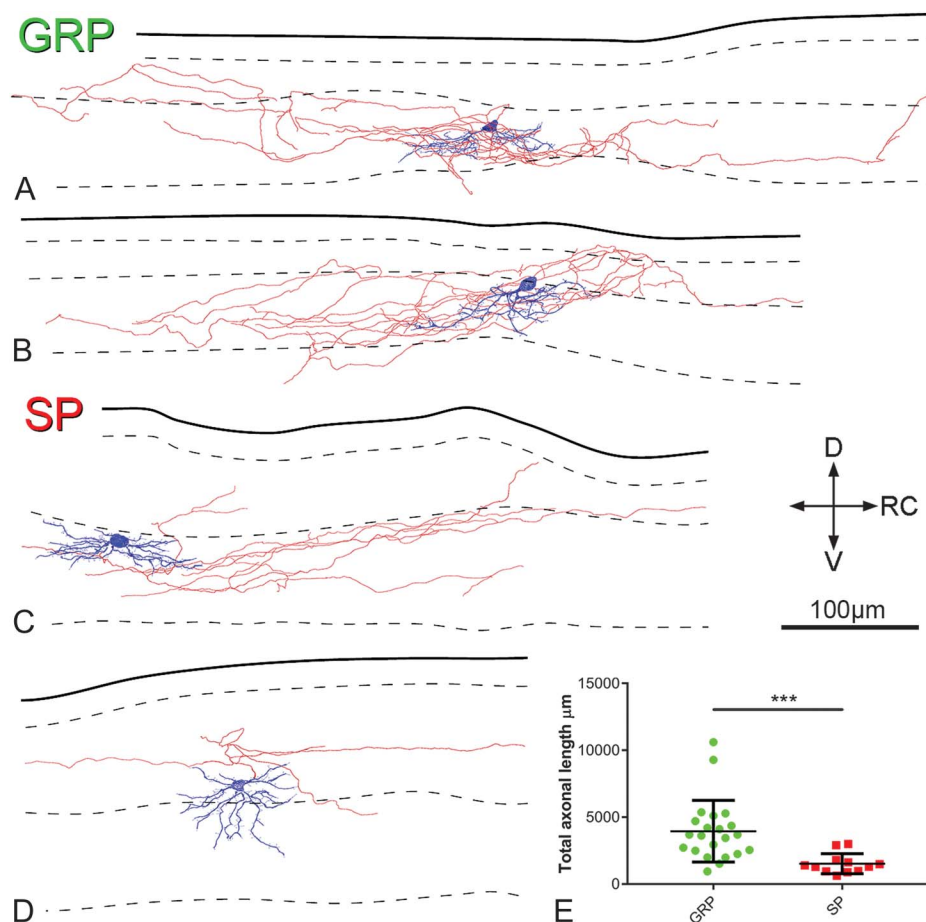 GRP
A
B
SP
C
D
RC
V
100µm
D
E
Total axonal length µm
15000
10000
5000
0
***
GRP
SP